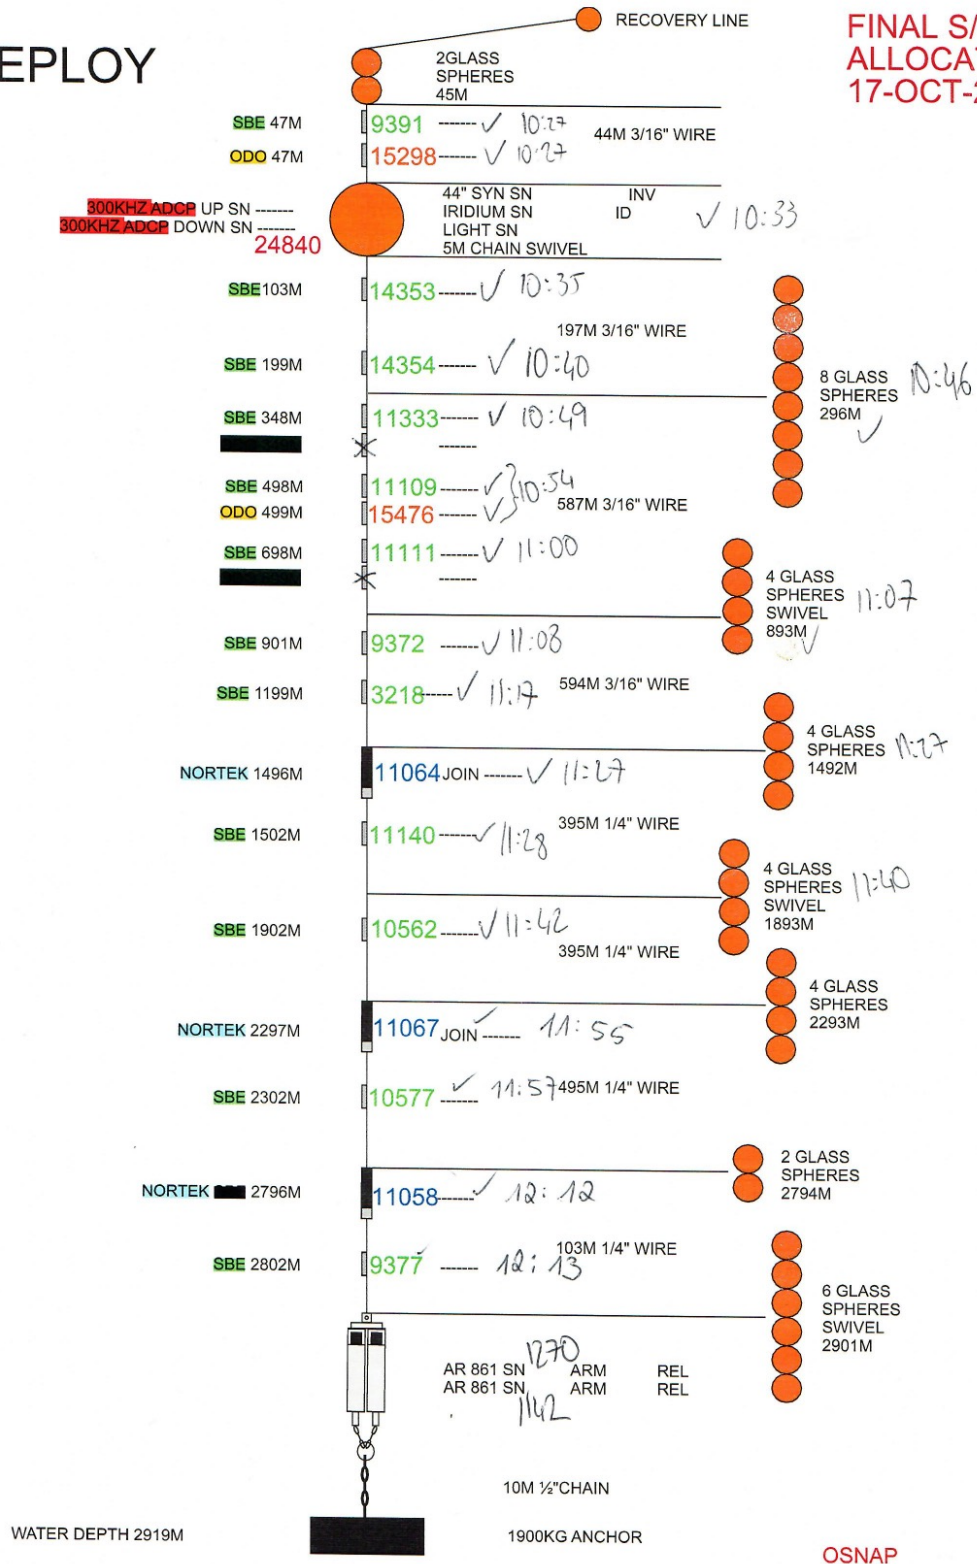 EPLOY
RECOVERY LINE
FINAL S/
ALLOCA
17-OCT-2
2GLASS
SPHERES
45M
SBE 47M 9391 ------ ✓ 10:27
44M 3/16" WIRE
ODO 47M 15298 ------ ✓ 10:27
300KHZ ADCP UP SN -------
300KHZ ADCP DOWN SN -------
24840
44" SYN SN INV
IRIDIUM SN ID ✓ 10:33
LIGHT SN
5M CHAIN SWIVEL
SBE103M 14353 ------ ✓ 10:35
197M 3/16" WIRE
SBE 199M 14354 ------ ✓ 10:40
8 GLASS 10:46
SPHERES
296M ✓
SBE 348M 11333 ------ ✓ 10:49
-------
SBE 498M 11109 ------ ✓ } 10:54
ODO 499M 15476 ------ ✓
587M 3/16" WIRE
SBE 698M 11111 ------ ✓ 11:00
-------
4 GLASS
SPHERES 11:07
SWIVEL
893M ✓
SBE 901M 9372 ------ ✓ 11:08
SBE 1199M 3218 ------ ✓ 11:17
594M 3/16" WIRE
4 GLASS
SPHERES 11:27
1492M
NORTEK 1496M 11064 JOIN ------- ✓ 11:27
SBE 1502M 11140 ------ ✓ 11:28
395M 1/4" WIRE
4 GLASS
SPHERES 11:40
SWIVEL
1893M
SBE 1902M 10562 ------ ✓ 11:42
395M 1/4" WIRE
4 GLASS
SPHERES
2293M
NORTEK 2297M 11067 JOIN ------- ✓ 11:55
SBE 2302M 10577 ------ ✓ 11:57
495M 1/4" WIRE
2 GLASS
SPHERES
2794M
NORTEK 2796M 11058 ------ ✓ 12:12
103M 1/4" WIRE
SBE 2802M 9377 ✓ ------ 12:13
6 GLASS
SPHERES
SWIVEL
2901M
AR 861 SN 1270 ARM REL
AR 861 SN 1142 ARM REL
10M ½"CHAIN
WATER DEPTH 2919M
1900KG ANCHOR
OSNAP